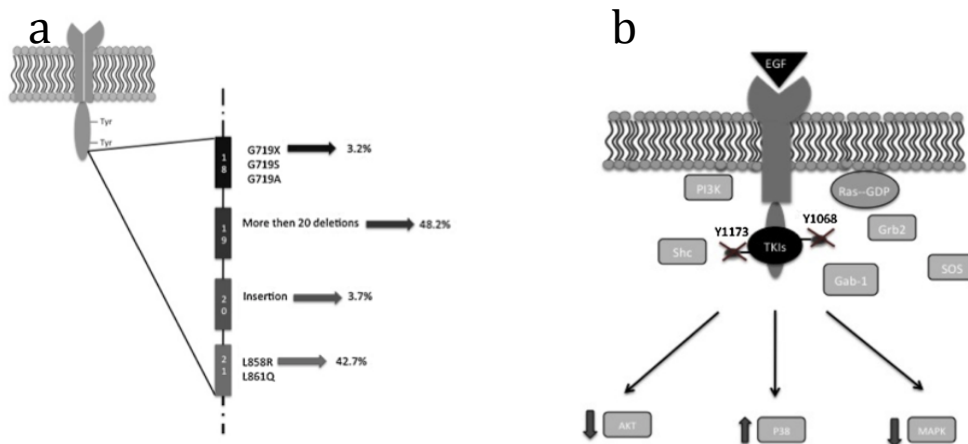 a
Tyr
Tyr
18
G719X
3.2%
G719S
G719A
19
More then 20 deletions
48.2%
20
Insertion
3.7%
21
L858R
42.7%
L861Q
b
EGF
PI3K
Ras--GDP
Y1173
Y1068
Grb2
Shc
TKIs
SOS
Gab-1
AKT
P38
MAPK